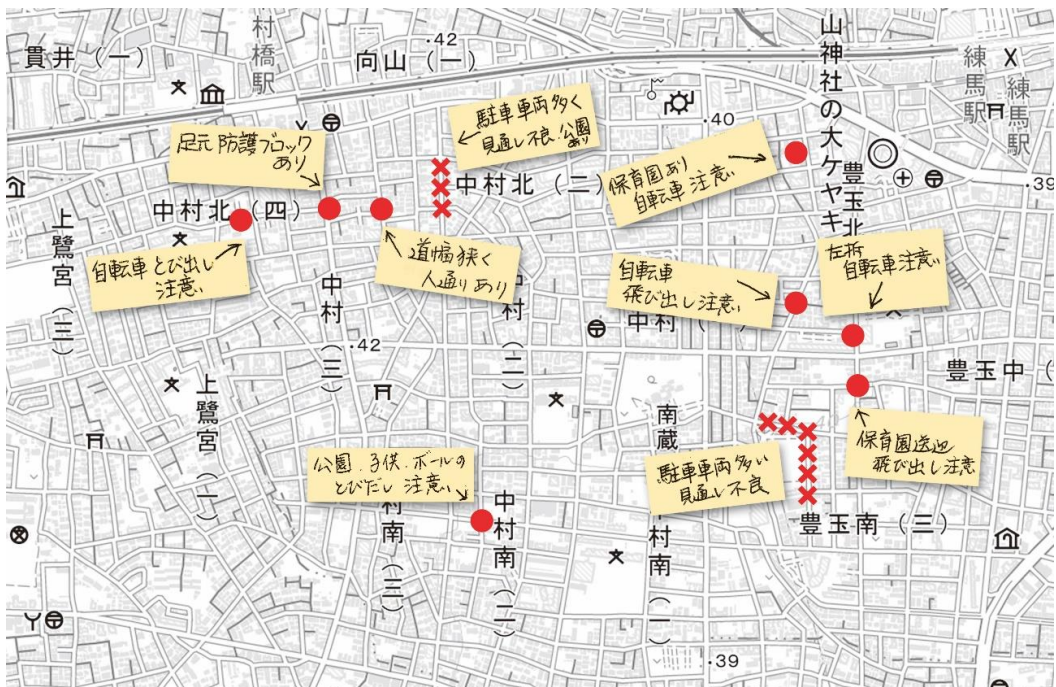 貫井（一）
村橋駅
向山（一）
・42
山神社の大ケヤキ
練馬駅
練馬駅
・40
・39
駐車車両多く
見通し不良 公園
あり
足元 防護ブロック
あり
保育園あり
自転車 注意
中村北（四）
中村北（二）
豊玉北
上鷺宮（三）
自転車 とび出し
注意
道幅狭く
人通り あり
自転車
飛び出し 注意
左折
自転車注意
中村（三）
・42
中村（二）
中村
豊玉中（
上鷺宮（一）
南蔵
公園、子供、ボールの
とびだし 注意
駐車車両多い
見通し不良
保育園送迎
飛び出し注意
村南（三）
中村南（二）
村南（一）
豊玉南（三）
・39